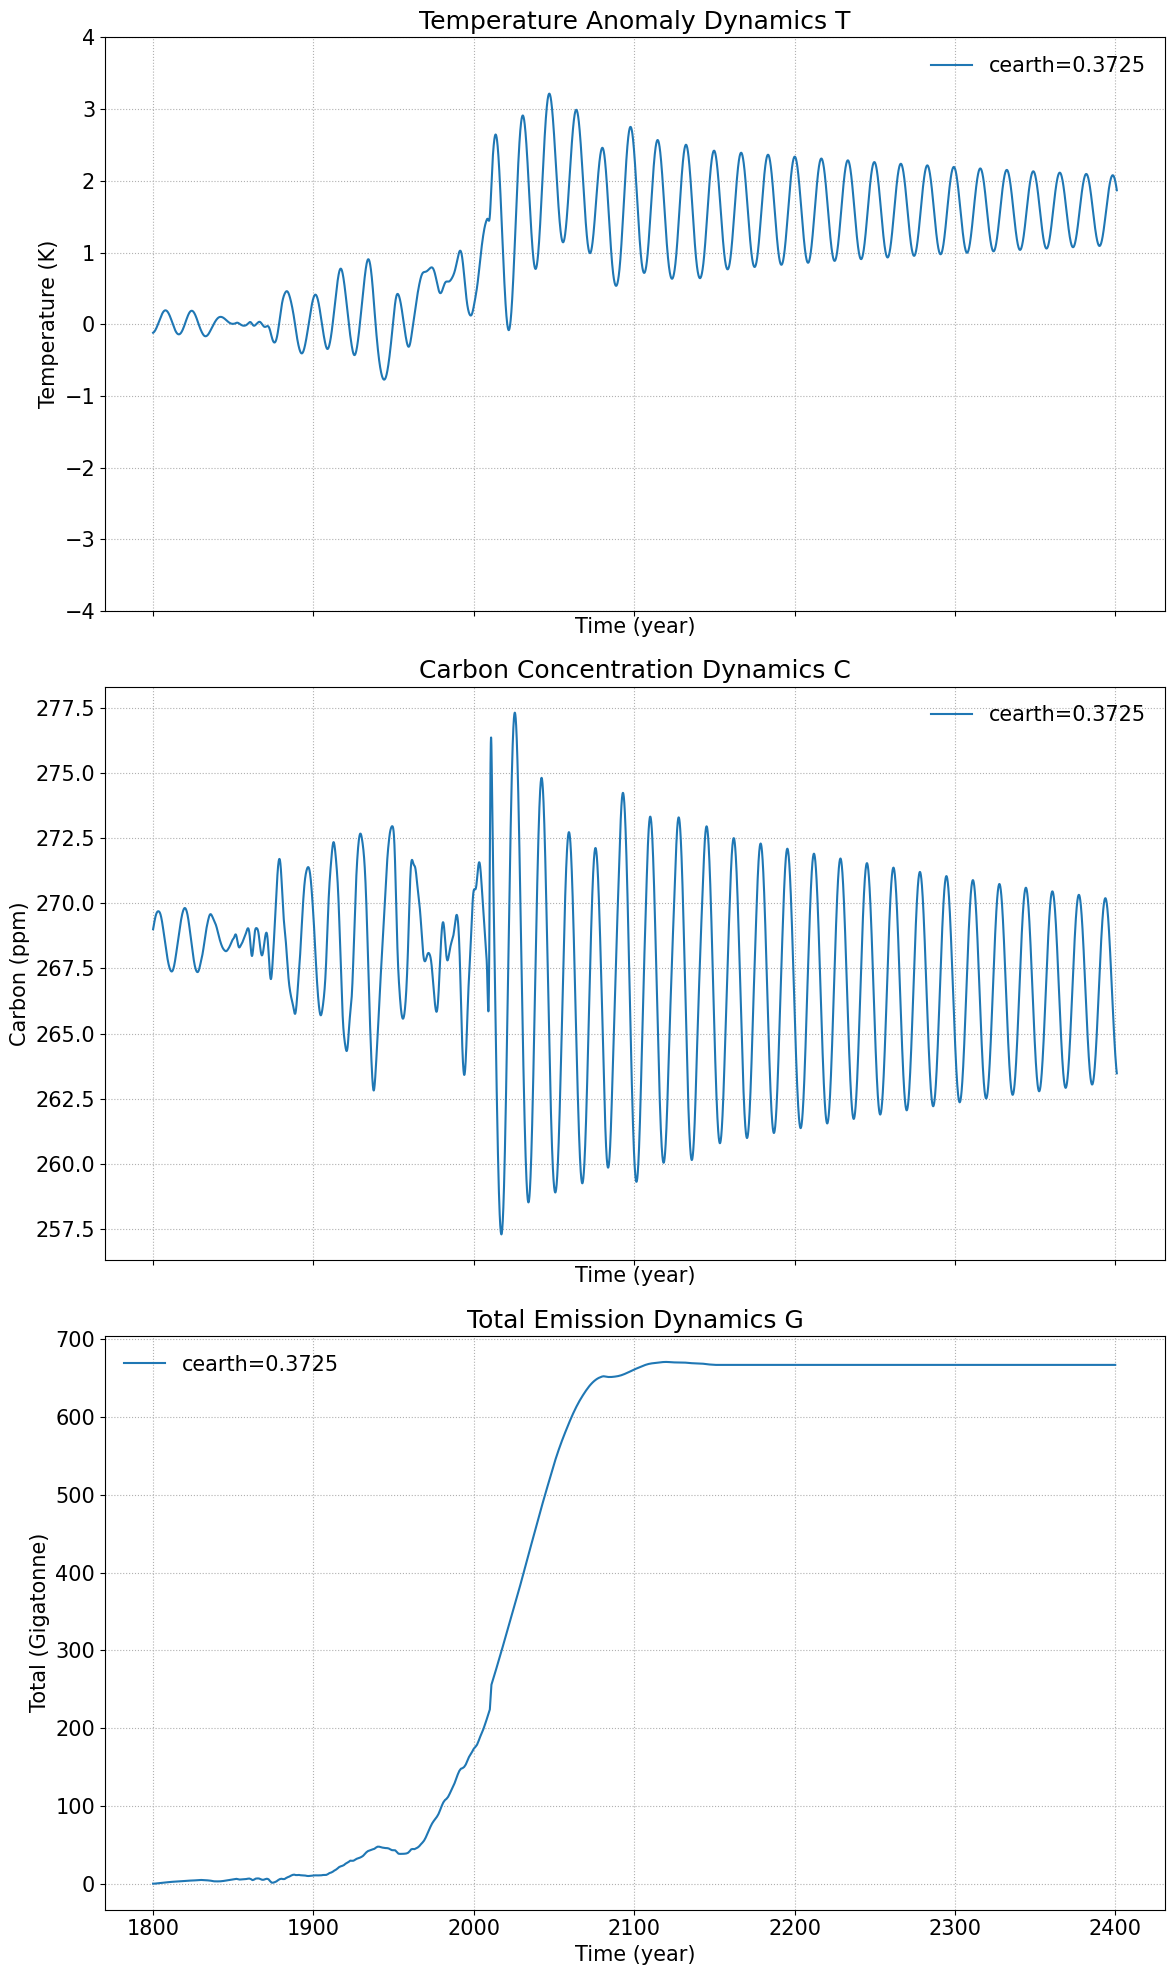 Temperature Anomaly Dynamics T
cearth=0.3725
4
3
2
1
0
−1
−2
−3
−4
Temperature (K)
Time (year)
Carbon Concentration Dynamics C
cearth=0.3725
277.5
275.0
272.5
270.0
267.5
265.0
262.5
260.0
257.5
Carbon (ppm)
Time (year)
Total Emission Dynamics G
cearth=0.3725
700
600
500
400
300
200
100
0
Total (Gigatonne)
1800 1900 2000 2100 2200 2300 2400
Time (year)